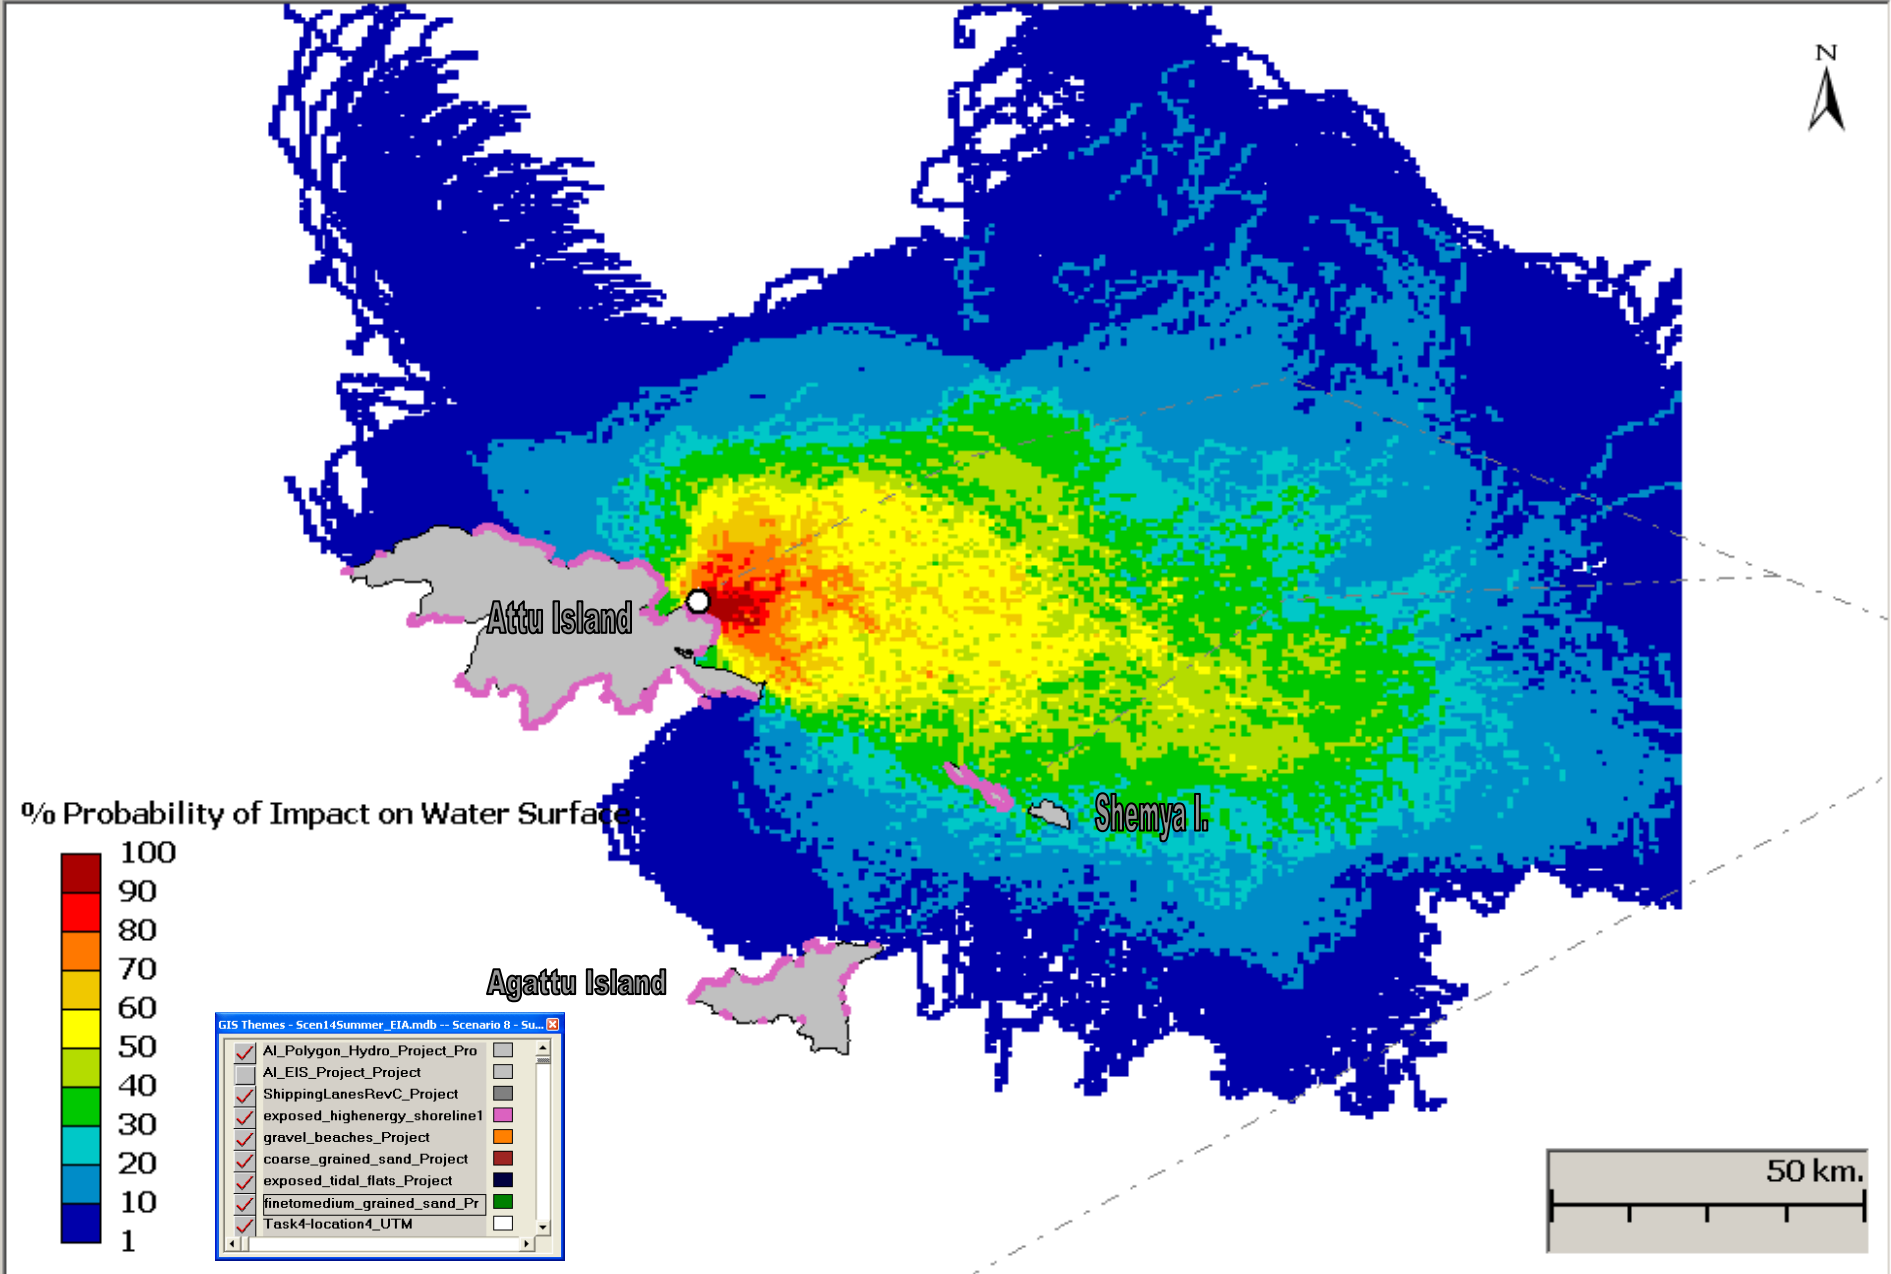 N
Attu Island
% Probability of Impact on Water Surface
Shemya I.
100
90
80
70
60
50
40
30
20
10
1
Agattu Island
GIS Themes - Scen14Summer_EIA.mdb -- Scenario 8 - Su...
AI_Polygon_Hydro_Project_Pro
AI_EIS_Project_Project
ShippingLanesRevC_Project
exposed_highenergy_shoreline1
gravel_beaches_Project
coarse_grained_sand_Project
exposed_tidal_flats_Project
finetomedium_grained_sand_Pr
Task4-location4_UTM
50 km.